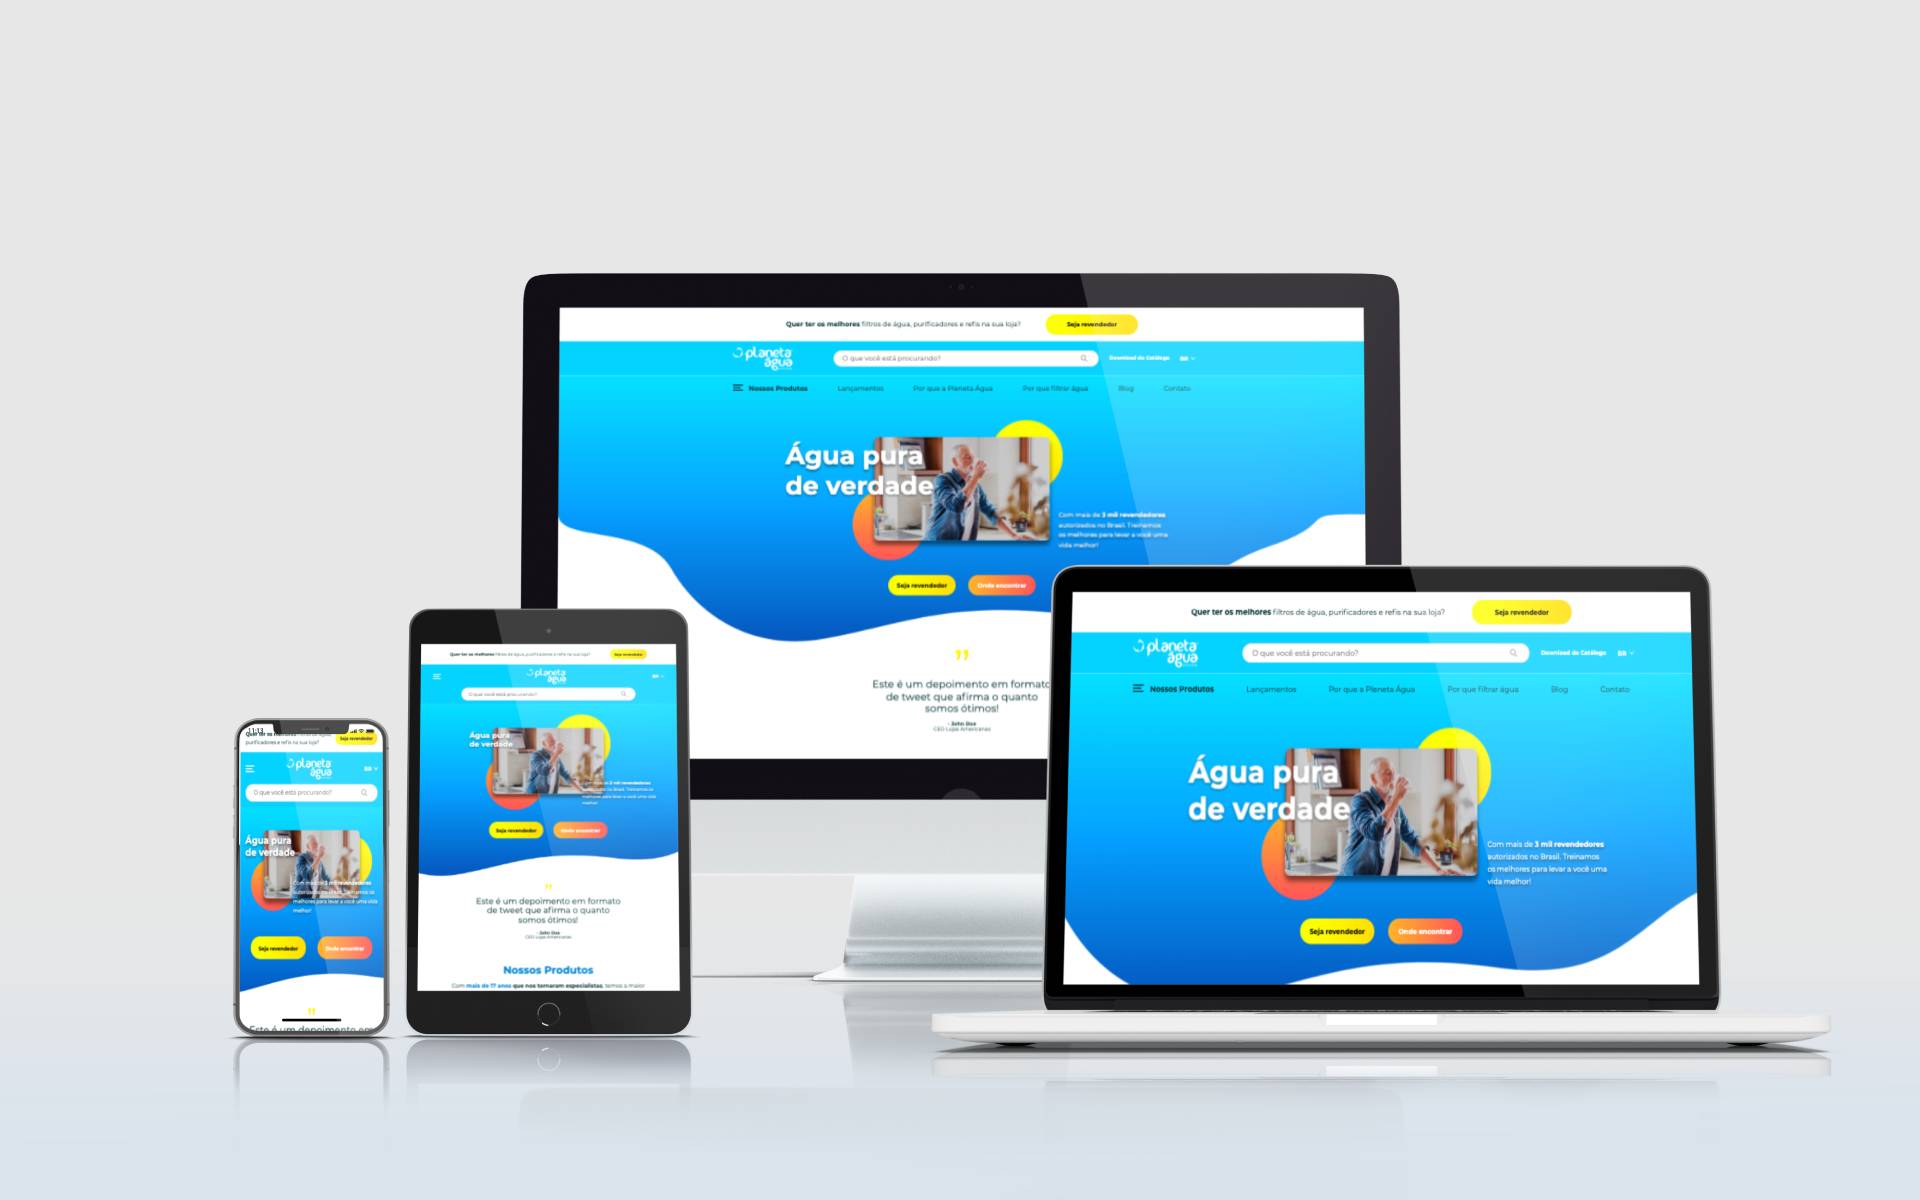 Quer ter os melhores filtros de água, purificadores e refis na sua loja?
Seja revendedor
planeta
água
O que você está procurando?
Download do Catálogo
BR
Nossos Produtos
Lançamentos
Por que a Planeta Água
Por que filtrar água
Blog
Contato
Água pura
de verdade
Com mais de 3 mil revendedores
autorizados no Brasil. Treinamos
os melhores para levar a você uma
vida melhor!
Seja revendedor
Onde encontrar
”
Este é um depoimento em formato
de tweet que afirma o quanto
somos ótimos!
- John Doe
CEO Lojas Americanas
Quer ter os melhores filtros de água, purificadores e refis na sua loja?
Seja revendedor
planeta
água
O que você está procurando?
Download do Catálogo
BR
Nossos Produtos
Lançamentos
Por que a Planeta Água
Por que filtrar água
Blog
Contato
Água pura
de verdade
Com mais de 3 mil revendedores
autorizados no Brasil. Treinamos
os melhores para levar a você uma
vida melhor!
Seja revendedor
Onde encontrar
Quer ter os melhores filtros de água, purificadores e refis na sua loja?
Seja revendedor
planeta
água
BR
O que você está procurando?
Água pura
de verdade
Com mais de 3 mil revendedores
autorizados no Brasil. Treinamos os
melhores para levar a você uma vida
melhor!
Seja revendedor
Onde encontrar
”
Este é um depoimento em formato
de tweet que afirma o quanto
somos ótimos!
- John Doe
CEO Lojas Americanas
Nossos Produtos
Com mais de 17 anos que nos tornaram especialistas, temos a maior
11:13
Quer ter os melhores
purificadores e refis na sua loja?
Seja revendedor
planeta
água
BR
O que você está procurando?
Água pura
de verdade
Com mais de 3 mil revendedores
autorizados no Brasil. Treinamos os
melhores para levar a você uma vida
melhor!
Seja revendedor
Onde encontrar
”
Este é um depoimento em